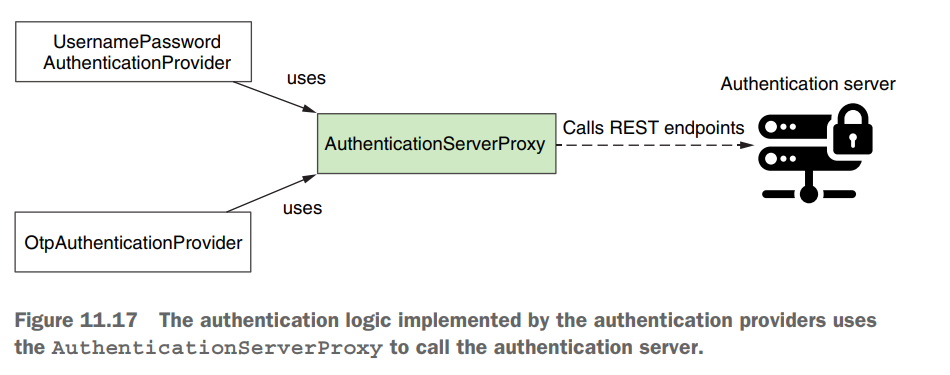 UsernamePassword
AuthenticationProvider
uses
Authentication server
AuthenticationServerProxy
Calls REST endpoints
uses
OtpAuthenticationProvider
Figure 11.17 The authentication logic implemented by the authentication providers uses
the AuthenticationServerProxy to call the authentication server.